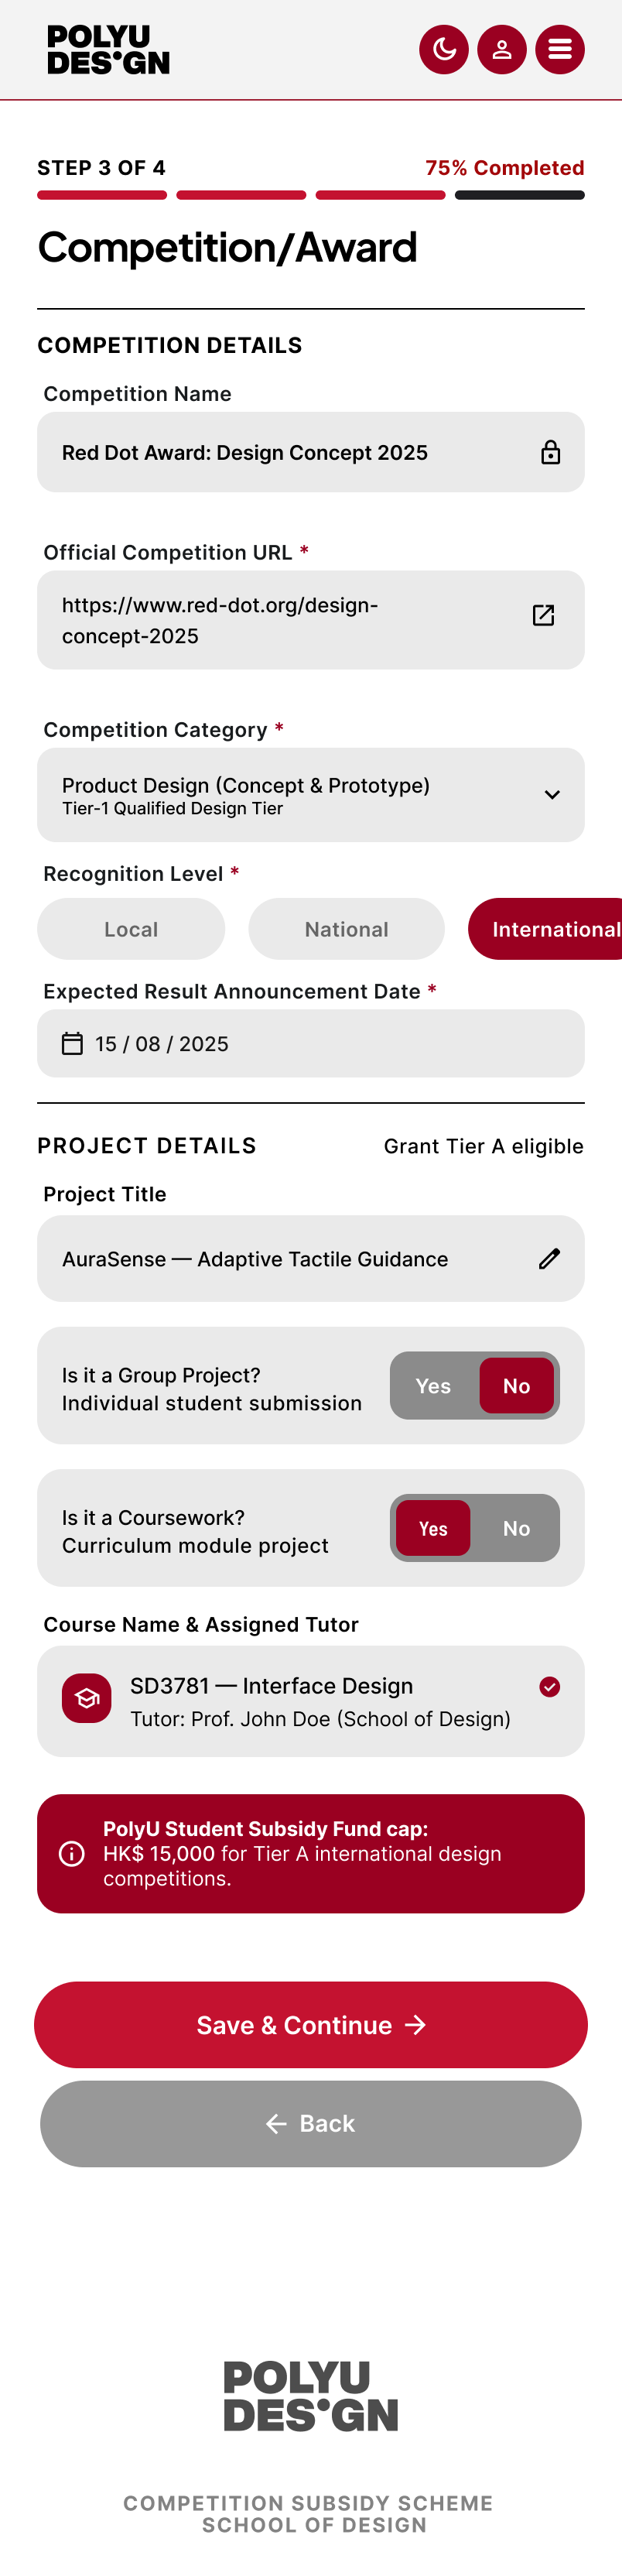 POLYU
DES•GN
STEP 3 OF 4
75% Completed
Competition/Award
COMPETITION DETAILS
Competition Name
Red Dot Award: Design Concept 2025
Official Competition URL *
https://www.red-dot.org/design-
concept-2025
Competition Category *
Product Design (Concept & Prototype)
Tier-1 Qualified Design Tier
Recognition Level *
Local
National
International
Expected Result Announcement Date *
15 / 08 / 2025
PROJECT DETAILS
Grant Tier A eligible
Project Title
AuraSense — Adaptive Tactile Guidance
Is it a Group Project?
Individual student submission
Yes
No
Is it a Coursework?
Curriculum module project
Yes
No
Course Name & Assigned Tutor
SD3781 — Interface Design
Tutor: Prof. John Doe (School of Design)
PolyU Student Subsidy Fund cap:
HK$ 15,000 for Tier A international design
competitions.
Save & Continue →
← Back
POLYU
DES•GN
COMPETITION SUBSIDY SCHEME
SCHOOL OF DESIGN